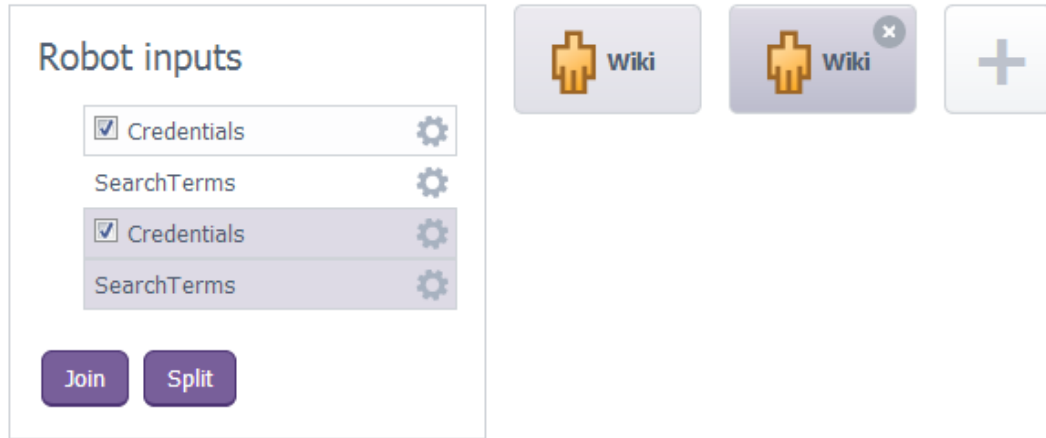 Robot inputs
Credentials
SearchTerms
Credentials
SearchTerms
Join Split
Wiki Wiki